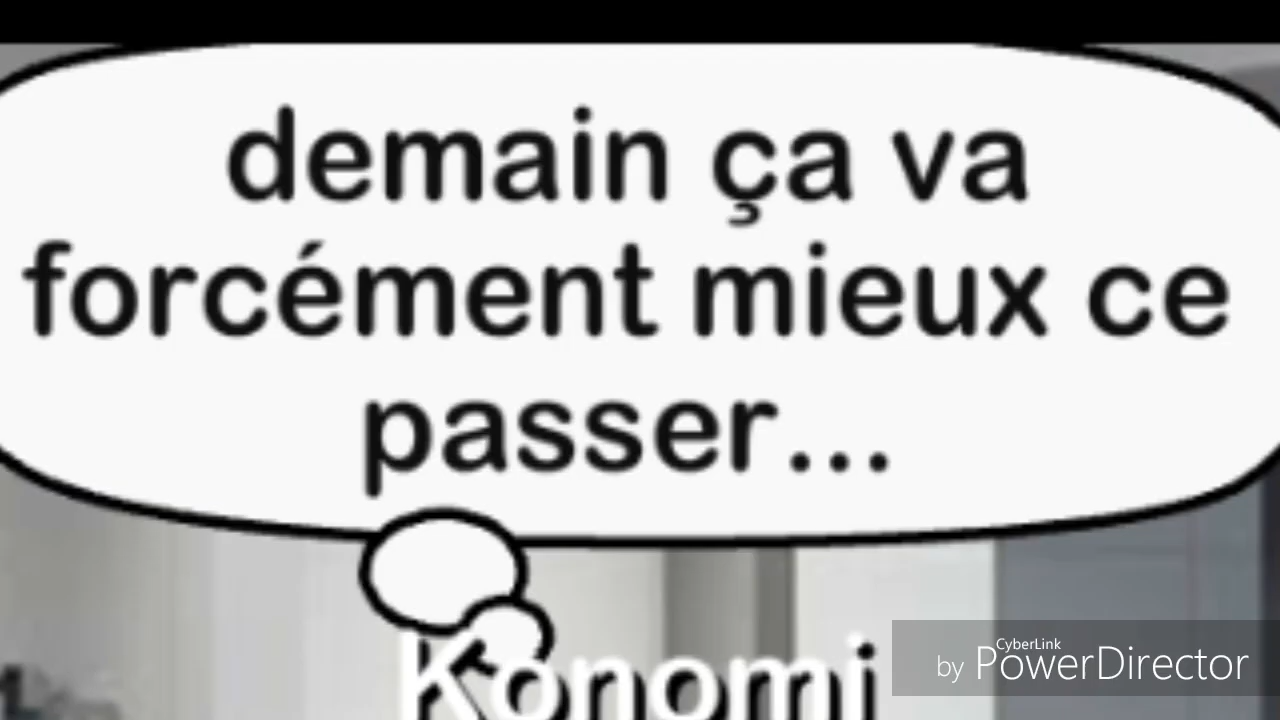 demain ça va
forcément mieux ce
passer...
Konomi
CyberLink
by PowerDirector